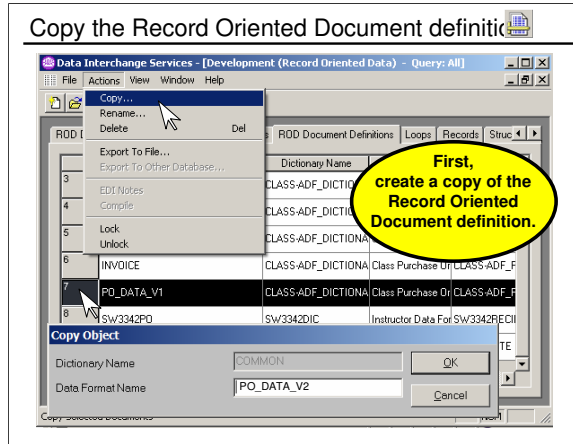 Copy the Record Oriented Document definitic
Data Interchange Services - [Development (Record Oriented Data) - Query: All]
File Actions View Window Help
Copy...
Rename...
Delete Del
Export To File...
Export To Other Database...
EDI Notes
Compile
Lock
Unlock
ROD ROD Document Definitions Loops Records Struc
Dictionary Name
First,
create a copy of the
Record Oriented
Document definition.
3 CLASS-ADF_DICTIO
4 CLASS-ADF_DICTIO
5 CLASS-ADF_DICTIONA
6 INVOICE CLASS-ADF_DICTIONA Class Purchase Or CLASS-ADF_F
7 PO_DATA_V1 CLASS-ADF_DICTIONA Class Purchase Or CLASS-ADF_F
8 SW3342PO SW3342DIC Instructor Data For SW3342RECI
TE
Copy Object
Dictionary Name COMMON OK
Data Format Name PO_DATA_V2 Cancel